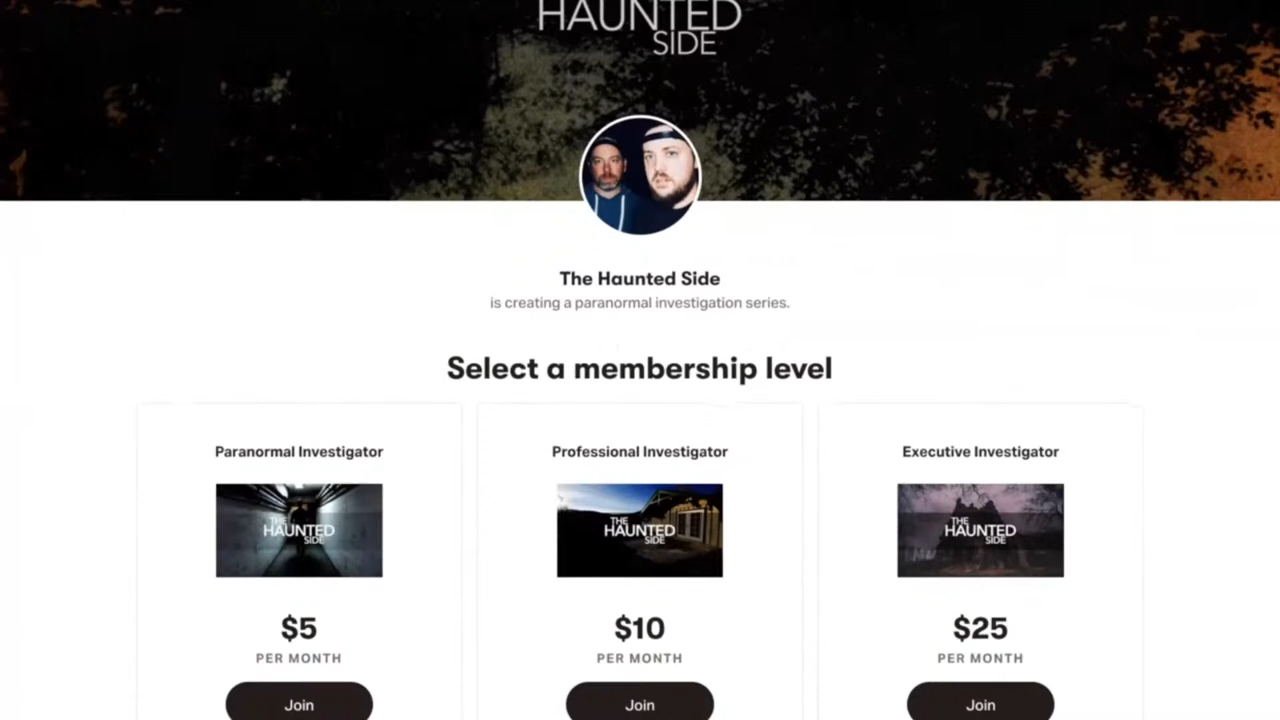 HAUNTED
SIDE
The Haunted Side
is creating a paranormal investigation series.
Select a membership level
Paranormal Investigator
THE
HAUNTED
SIDE
$5
PER MONTH
Join
Professional Investigator
THE
HAUNTED
SIDE
$10
PER MONTH
Join
Executive Investigator
THE
HAUNTED
SIDE
$25
PER MONTH
Join